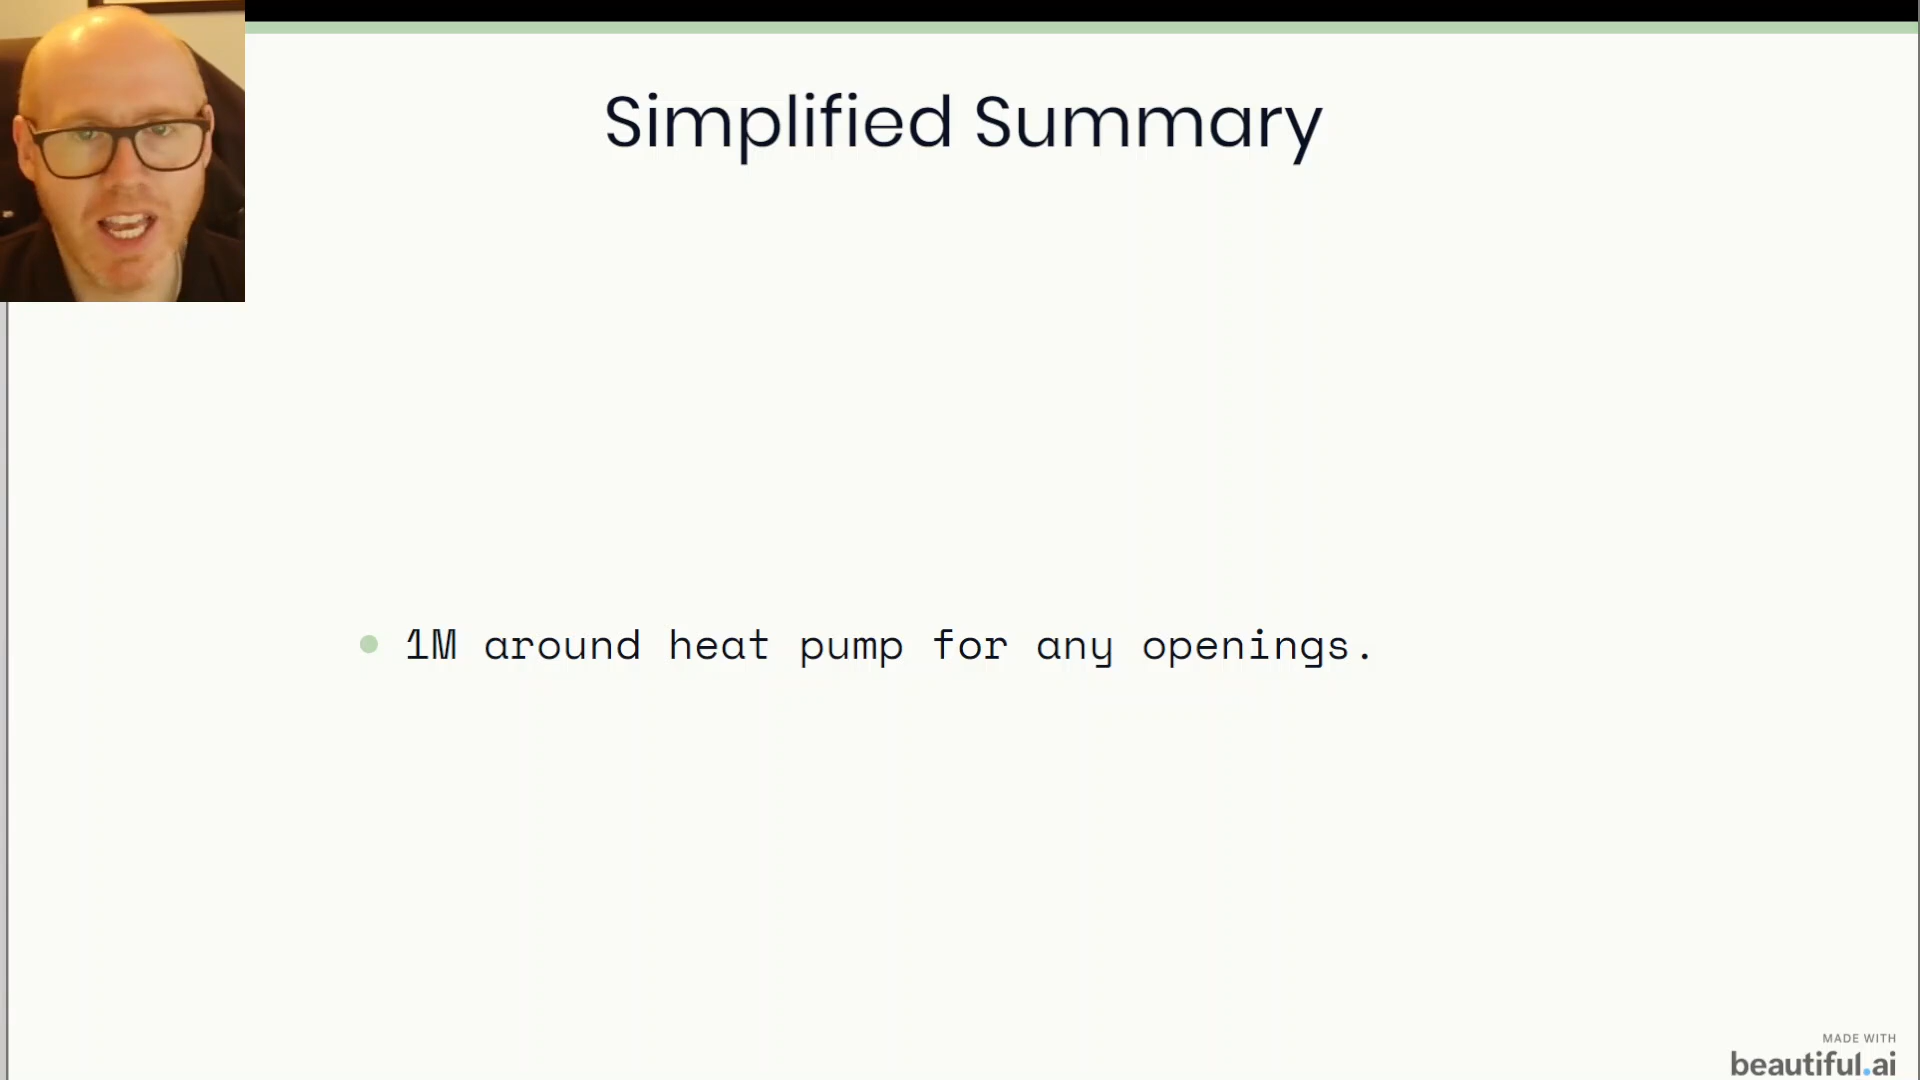 Simplified Summary
1M around heat pump for any openings.
MADE WITH
beautiful.ai